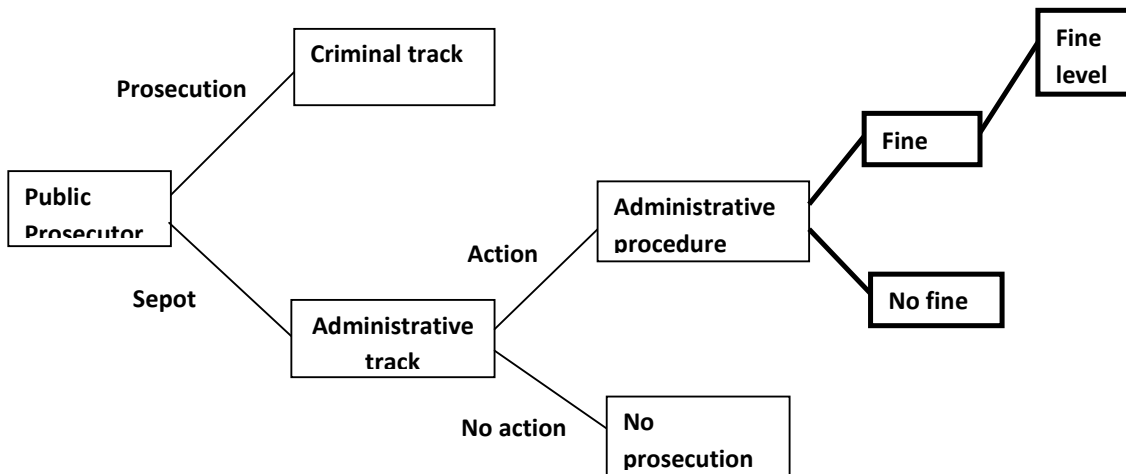 Criminal track
Fine
level
Prosecution
Fine
Public
Prosecutor
Administrative
procedure
Action
Sepot
No fine
Administrative
track
No action
No
prosecution